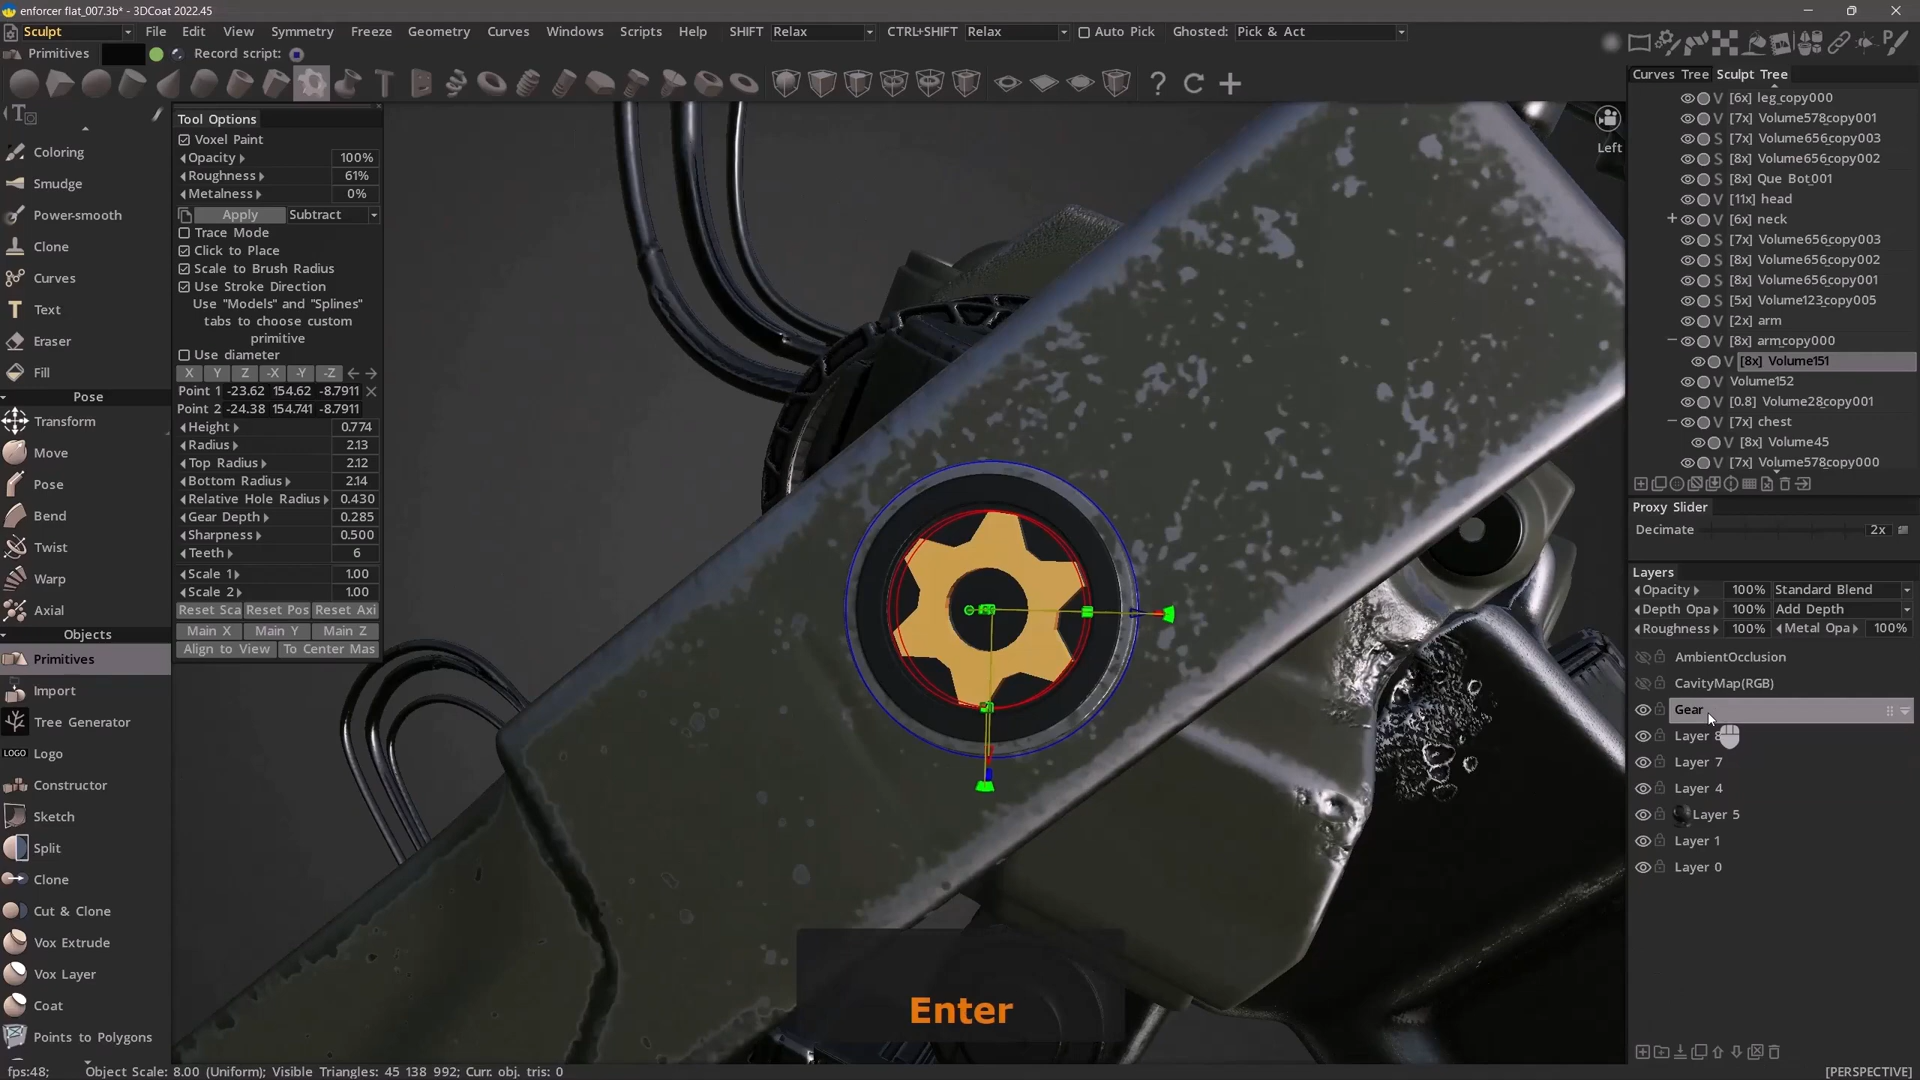 enforcer flat_007.3b* - 3DCoat 2022.45
Sculpt File Edit View Symmetry Freeze Geometry Curves Windows Scripts Help SHIFT Relax CTRL+SHIFT Relax Auto Pick Ghosted: Pick & Act
Primitives Record script:
Coloring
Smudge
Power-smooth
Clone
Curves
Text
Eraser
Fill
Pose
Transform
Move
Pose
Bend
Twist
Warp
Axial
Objects
Primitives
Import
Tree Generator
LOGO Logo
Constructor
Sketch
Split
Clone
Cut & Clone
Vox Extrude
Vox Layer
Coat
Points to Polygons
Tool Options
Voxel Paint
Opacity 100%
Roughness 61%
Metalness 0%
Apply Subtract
Trace Mode
Click to Place
Scale to Brush Radius
Use Stroke Direction
Use "Models" and "Splines"
tabs to choose custom
primitive
Use diameter
X Y Z -X -Y -Z
Point 1 -23.62 154.62 -8.7911
Point 2 -24.38 154.741 -8.7911
Height 0.774
Radius 2.13
Top Radius 2.12
Bottom Radius 2.14
Relative Hole Radius 0.430
Gear Depth 0.285
Sharpness 0.500
Teeth 6
Scale 1 1.00
Scale 2 1.00
Reset Sca Reset Pos Reset Axi
Main X Main Y Main Z
Align to View To Center Mas
Left
Enter
Curves Tree Sculpt Tree
V [6x] leg_copy000
V [7x] Volume578_copy001
S [7x] Volume656_copy003
V [8x] Volume656_copy002
S [8x] Que Bot_001
V [11x] head
V [6x] neck
S [7x] Volume656_copy003
S [8x] Volume656_copy002
S [8x] Volume656_copy001
S [5x] Volume123_copy005
V [2x] arm
V [8x] arm_copy000
V [8x] Volume151
V Volume152
V [0.8] Volume28_copy001
V [7x] chest
V [8x] Volume45
V [7x] Volume578_copy000
Proxy Slider
Decimate 2x
Layers
Opacity 100% Standard Blend
Depth Opa 100% Add Depth
Roughness 100% Metal Opa 100%
AmbientOcclusion
CavityMap(RGB)
Gear
Layer 8
Layer 7
Layer 4
Layer 5
Layer 1
Layer 0
fps:48; Object Scale: 8.00 (Uniform); Visible Triangles: 45 138 992; Curr. obj. tris: 0 [PERSPECTIVE]